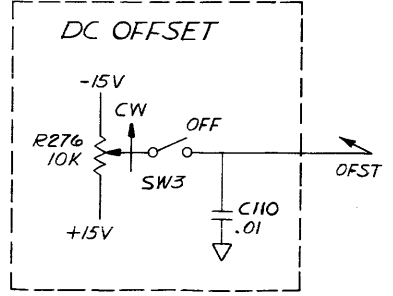 DC OFFSET
-15V
CW
OFF
R276
10K
SW3
OFST
C110
.01
+15V